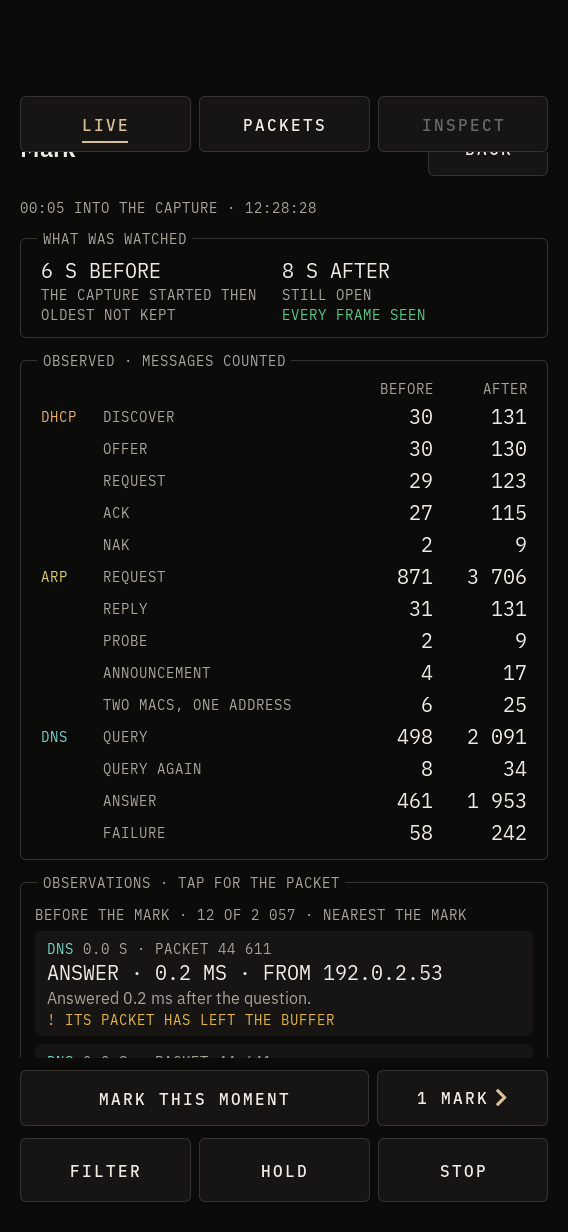 LIVE PACKETS INSPECT
Mark BACK
00:05 INTO THE CAPTURE · 12:28:28
WHAT WAS WATCHED
6 S BEFORE 8 S AFTER
THE CAPTURE STARTED THEN STILL OPEN
OLDEST NOT KEPT EVERY FRAME SEEN
OBSERVED · MESSAGES COUNTED
BEFORE AFTER
DHCP DISCOVER 30 131
OFFER 30 130
REQUEST 29 123
ACK 27 115
NAK 2 9
ARP REQUEST 871 3 706
REPLY 31 131
PROBE 2 9
ANNOUNCEMENT 4 17
TWO MACS, ONE ADDRESS 6 25
DNS QUERY 498 2 091
QUERY AGAIN 8 34
ANSWER 461 1 953
FAILURE 58 242
OBSERVATIONS · TAP FOR THE PACKET
BEFORE THE MARK · 12 OF 2 057 · NEAREST THE MARK
DNS 0.0 S · PACKET 44 611
ANSWER · 0.2 MS · FROM 192.0.2.53
Answered 0.2 ms after the question.
! ITS PACKET HAS LEFT THE BUFFER
MARK THIS MOMENT 1 MARK
FILTER HOLD STOP